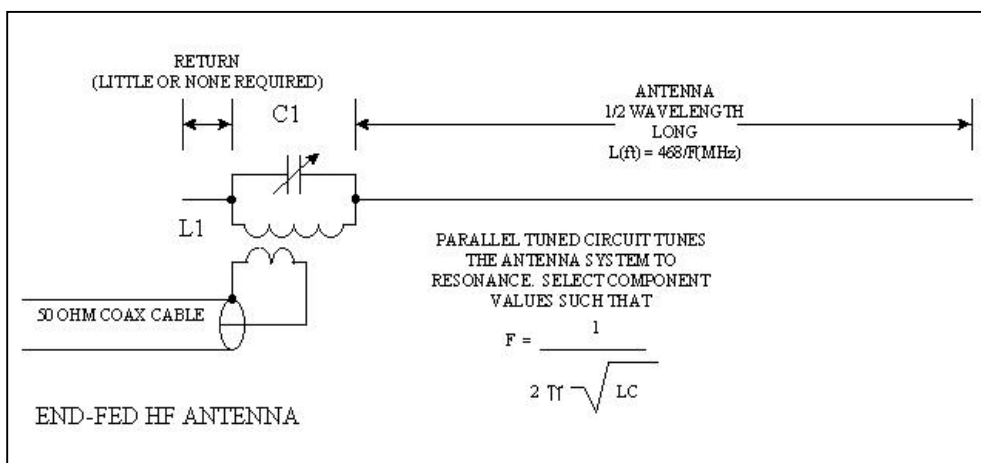 RETURN
(LITTLE OR NONE REQUIRED)
C1
ANTENNA
1/2 WAVELENGTH
LONG
L(ft) = 468/F(MHz)
L1
PARALLEL TUNED CIRCUIT TUNES
THE ANTENNA SYSTEM TO
RESONANCE. SELECT COMPONENT
VALUES SUCH THAT
F = 1
2 π √ LC
50 OHM COAX CABLE
END-FED HF ANTENNA